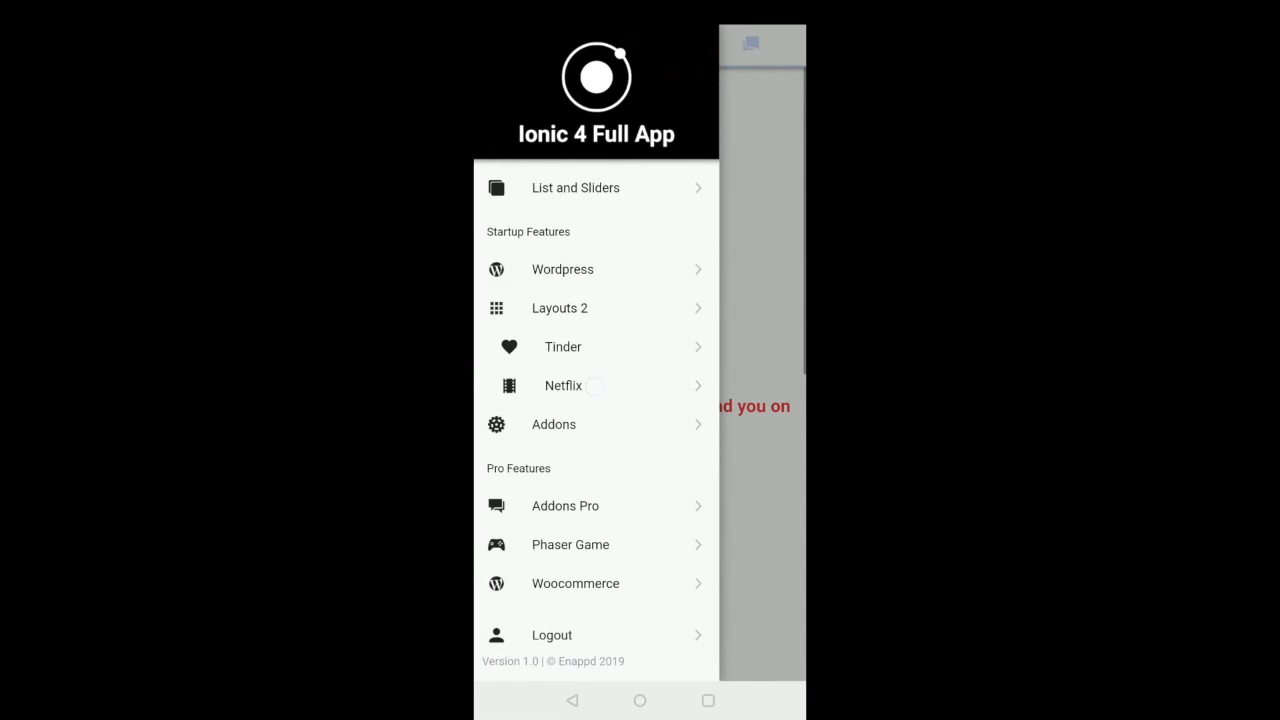 Ionic 4 Full App
List and Sliders
Startup Features
Wordpress
Layouts 2
Tinder
Netflix
you on
Addons
Pro Features
Addons Pro
Phaser Game
Woocommerce
Logout
Version 1.0 | © Enappd 2019